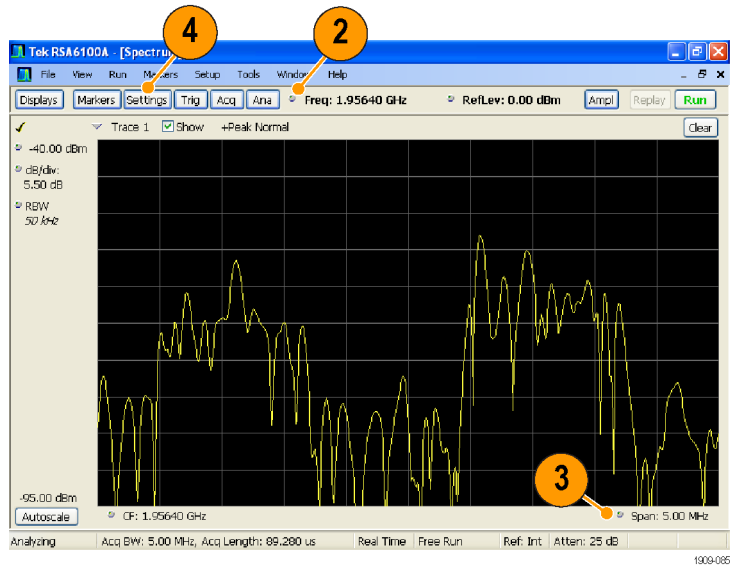 4
2
Tek RSA6100A - [Spectrum
File View Run Markers Setup Tools Window Help
Displays Markers Settings Trig Acq Ana Freq: 1.95640 GHz RefLev: 0.00 dBm Ampl Replay Run
Trace 1 Show +Peak Normal Clear
-40.00 dBm
dB/div:
5.50 dB
RBW
50 kHz
3
-95.00 dBm
Autoscale CF: 1.95640 GHz Span: 5.00 MHz
Analyzing Acq BW: 5.00 MHz, Acq Length: 89.280 us Real Time Free Run Ref: Int Atten: 25 dB
1909-085